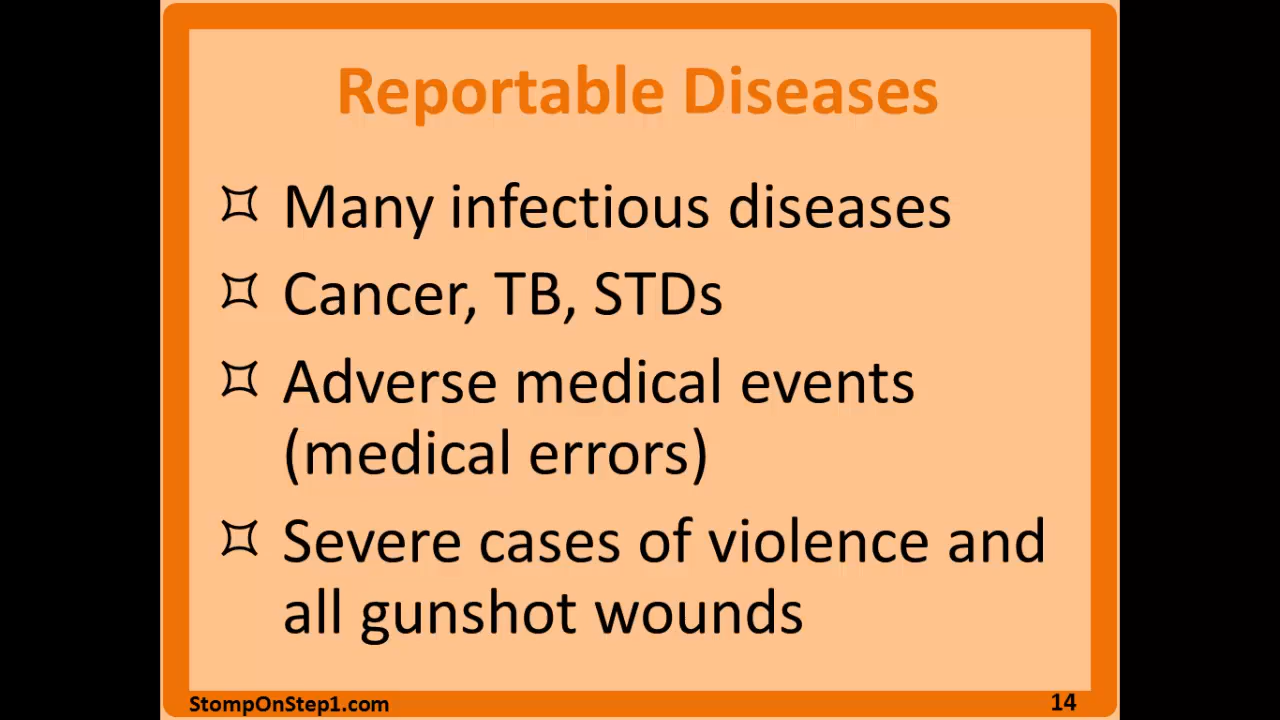 Reportable Diseases
Many infectious diseases
Cancer, TB, STDs
Adverse medical events
(medical errors)
Severe cases of violence and
all gunshot wounds
StompOnStep1.com
14